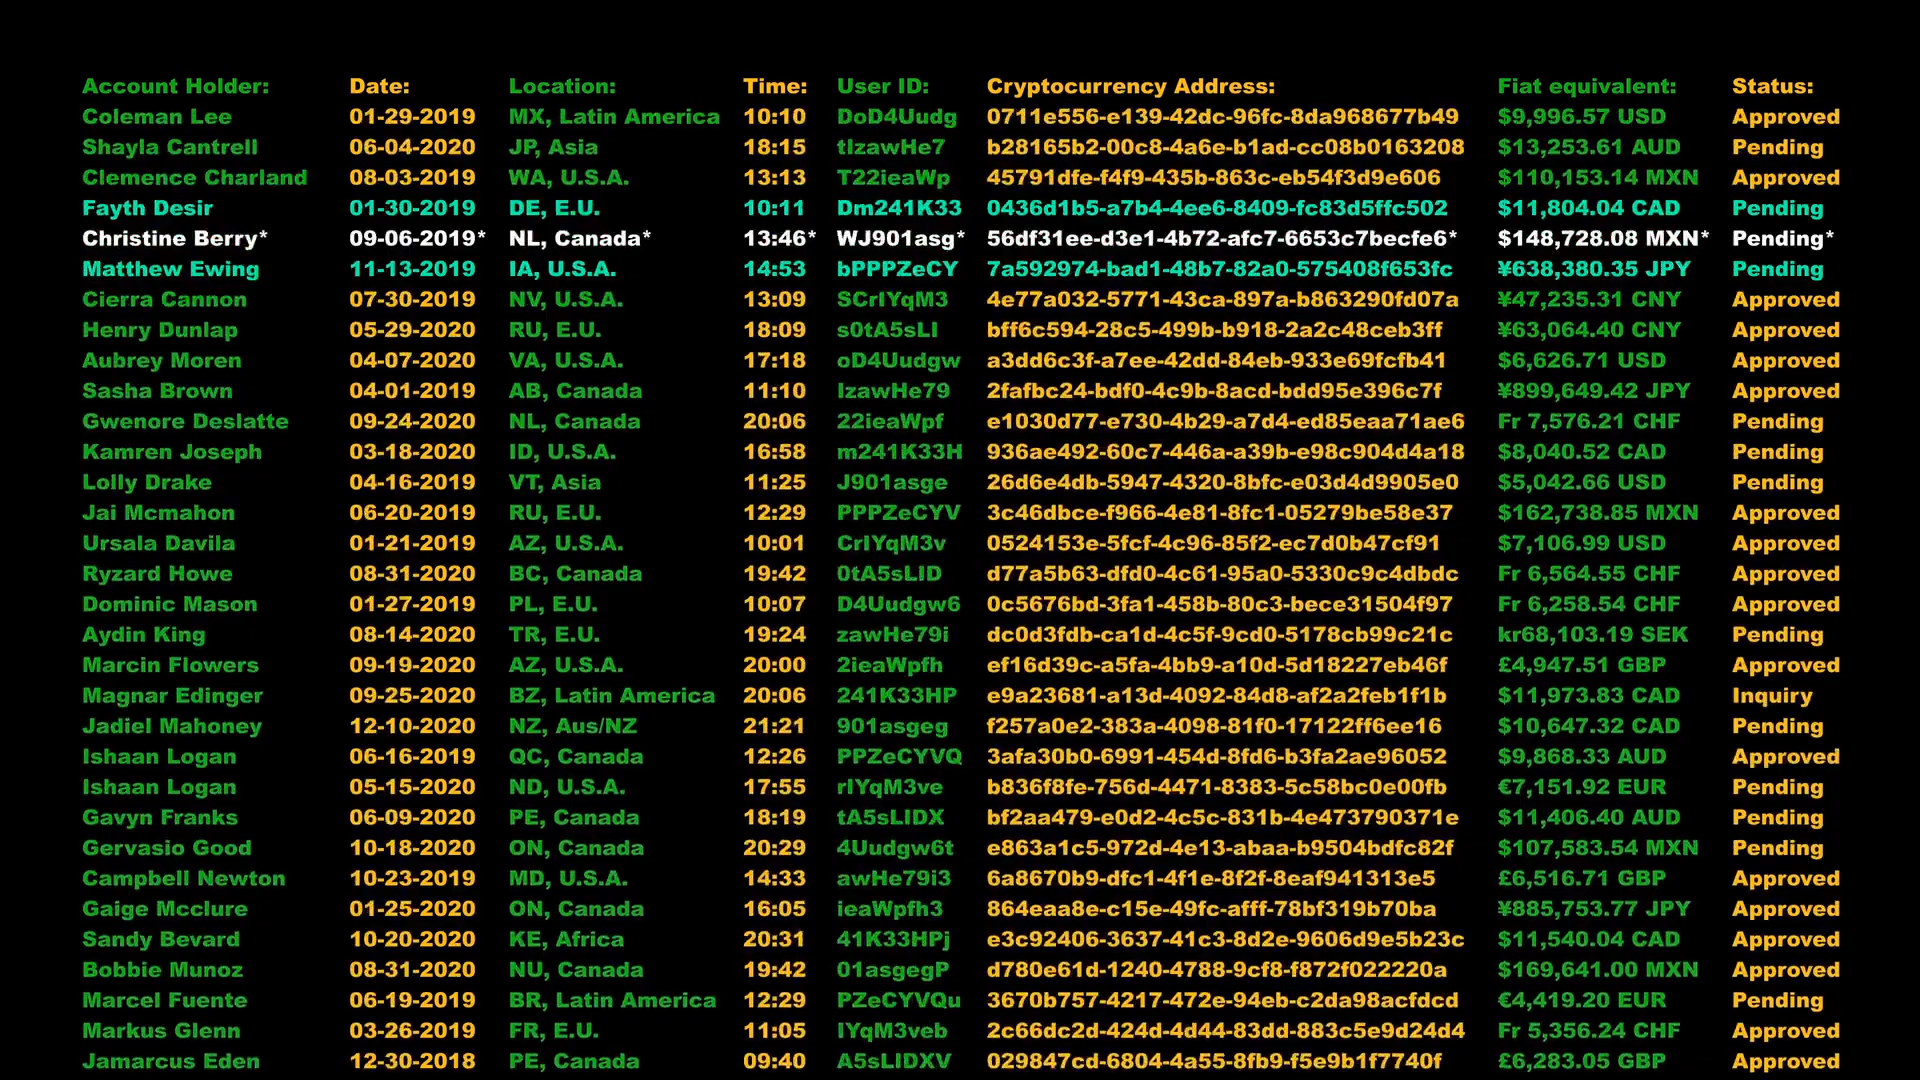 Account Holder: Date: Location: Time: User ID: Cryptocurrency Address: Fiat equivalent: Status:
Coleman Lee 01-29-2019 MX, Latin America 10:10 DoD4Uudg 0711e556-e139-42dc-96fc-8da968677b49 $9,996.57 USD Approved
Shayla Cantrell 06-04-2020 JP, Asia 18:15 tIzawHe7 b28165b2-00c8-4a6e-b1ad-cc08b0163208 $13,253.61 AUD Pending
Clemence Charland 08-03-2019 WA, U.S.A. 13:13 T22ieaWp 45791dfe-f4f9-435b-863c-eb54f3d9e606 $110,153.14 MXN Approved
Fayth Desir 01-30-2019 DE, E.U. 10:11 Dm241K33 0436d1b5-a7b4-4ee6-8409-fc83d5ffc502 $11,804.04 CAD Pending
Christine Berry* 09-06-2019* NL, Canada* 13:46* WJ901asg* 56df31ee-d3e1-4b72-afc7-6653c7becfe6* $148,728.08 MXN* Pending*
Matthew Ewing 11-13-2019 IA, U.S.A. 14:53 bPPPZeCY 7a592974-bad1-48b7-82a0-575408f653fc ¥638,380.35 JPY Pending
Cierra Cannon 07-30-2019 NV, U.S.A. 13:09 SCrIYqM3 4e77a032-5771-43ca-897a-b863290fd07a ¥47,235.31 CNY Approved
Henry Dunlap 05-29-2020 RU, E.U. 18:09 s0tA5sLI bff6c594-28c5-499b-b918-2a2c48ceb3ff ¥63,064.40 CNY Approved
Aubrey Moren 04-07-2020 VA, U.S.A. 17:18 oD4Uudgw a3dd6c3f-a7ee-42dd-84eb-933e69fcfb41 $6,626.71 USD Approved
Sasha Brown 04-01-2019 AB, Canada 11:10 IzawHe79 2fafbc24-bdf0-4c9b-8acd-bdd95e396c7f ¥899,649.42 JPY Approved
Gwenore Deslatte 09-24-2020 NL, Canada 20:06 22ieaWpf e1030d77-e730-4b29-a7d4-ed85eaa71ae6 Fr 7,576.21 CHF Pending
Kamren Joseph 03-18-2020 ID, U.S.A. 16:58 m241K33H 936ae492-60c7-446a-a39b-e98c904d4a18 $8,040.52 CAD Pending
Lolly Drake 04-16-2019 VT, Asia 11:25 J901asge 26d6e4db-5947-4320-8bfc-e03d4d9905e0 $5,042.66 USD Pending
Jai Mcmahon 06-20-2019 RU, E.U. 12:29 PPPZeCYV 3c46dbce-f966-4e81-8fc1-05279be58e37 $162,738.85 MXN Approved
Ursala Davila 01-21-2019 AZ, U.S.A. 10:01 CrIYqM3v 0524153e-5fcf-4c96-85f2-ec7d0b47cf91 $7,106.99 USD Approved
Ryzard Howe 08-31-2020 BC, Canada 19:42 0tA5sLID d77a5b63-dfd0-4c61-95a0-5330c9c4dbdc Fr 6,564.55 CHF Approved
Dominic Mason 01-27-2019 PL, E.U. 10:07 D4Uudgw6 0c5676bd-3fa1-458b-80c3-bece31504f97 Fr 6,258.54 CHF Approved
Aydin King 08-14-2020 TR, E.U. 19:24 zawHe79i dc0d3fdb-ca1d-4c5f-9cd0-5178cb99c21c kr68,103.19 SEK Pending
Marcin Flowers 09-19-2020 AZ, U.S.A. 20:00 2ieaWpfh ef16d39c-a5fa-4bb9-a10d-5d18227eb46f £4,947.51 GBP Approved
Magnar Edinger 09-25-2020 BZ, Latin America 20:06 241K33HP e9a23681-a13d-4092-84d8-af2a2feb1f1b $11,973.83 CAD Inquiry
Jadiel Mahoney 12-10-2020 NZ, Aus/NZ 21:21 901asgeg f257a0e2-383a-4098-81f0-17122ff6ee16 $10,647.32 CAD Pending
Ishaan Logan 06-16-2019 QC, Canada 12:26 PPZeCYVQ 3afa30b0-6991-454d-8fd6-b3fa2ae96052 $9,868.33 AUD Approved
Ishaan Logan 05-15-2020 ND, U.S.A. 17:55 rIYqM3ve b836f8fe-756d-4471-8383-5c58bc0e00fb €7,151.92 EUR Pending
Gavyn Franks 06-09-2020 PE, Canada 18:19 tA5sLIDX bf2aa479-e0d2-4c5c-831b-4e473790371e $11,406.40 AUD Pending
Gervasio Good 10-18-2020 ON, Canada 20:29 4Uudgw6t e863a1c5-972d-4e13-abaa-b9504bdfc82f $107,583.54 MXN Pending
Campbell Newton 10-23-2019 MD, U.S.A. 14:33 awHe79i3 6a8670b9-dfc1-4f1e-8f2f-8eaf941313e5 £6,516.71 GBP Approved
Gaige Mcclure 01-25-2020 ON, Canada 16:05 ieaWpfh3 864eaa8e-c15e-49fc-afff-78bf319b70ba ¥885,753.77 JPY Approved
Sandy Bevard 10-20-2020 KE, Africa 20:31 41K33HPj e3c92406-3637-41c3-8d2e-9606d9e5b23c $11,540.04 CAD Approved
Bobbie Munoz 08-31-2020 NU, Canada 19:42 01asgegP d780e61d-1240-4788-9cf8-f872f022220a $169,641.00 MXN Approved
Marcel Fuente 06-19-2019 BR, Latin America 12:29 PZeCYVQu 3670b757-4217-472e-94eb-c2da98acfdcd €4,419.20 EUR Pending
Markus Glenn 03-26-2019 FR, E.U. 11:05 IYqM3veb 2c66dc2d-424d-4d44-83dd-883c5e9d24d4 Fr 5,356.24 CHF Approved
Jamarcus Eden 12-30-2018 PE, Canada 09:40 A5sLIDXV 029847cd-6804-4a55-8fb9-f5e9b1f7740f £6,283.05 GBP Approved